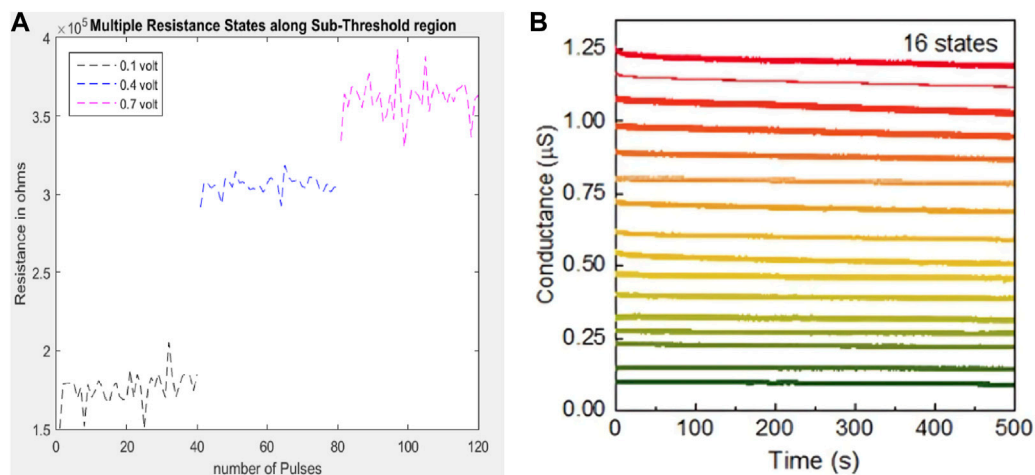 A
×10⁵ Multiple Resistance States along Sub-Threshold region
0.1 volt
0.4 volt
0.7 volt
Resistance in ohms
4
3.5
3
2.5
2
1.5
0
20
40
60
80
100
120
number of Pulses
B
16 states
Conductance (μS)
1.25
1.00
0.75
0.50
0.25
0.00
0
100
200
300
400
500
Time (s)